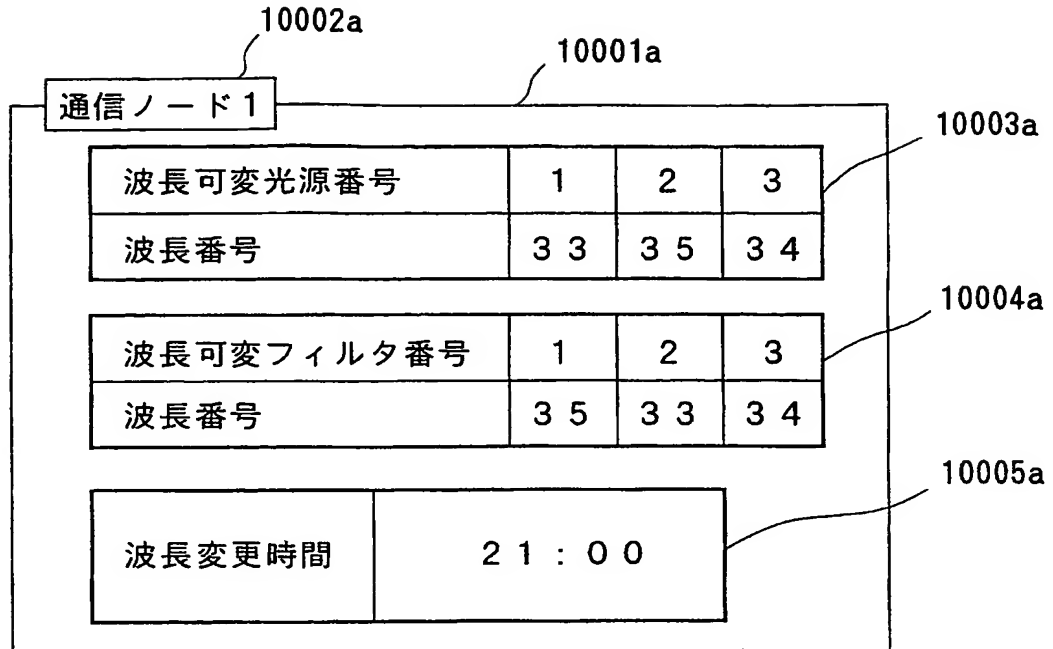 10002a
10001a
通信ノード1
10003a
波長可変光源番号 1 2 3
波長番号 33 35 34
10004a
波長可変フィルタ番号 1 2 3
波長番号 35 33 34
10005a
波長変更時間 21:00